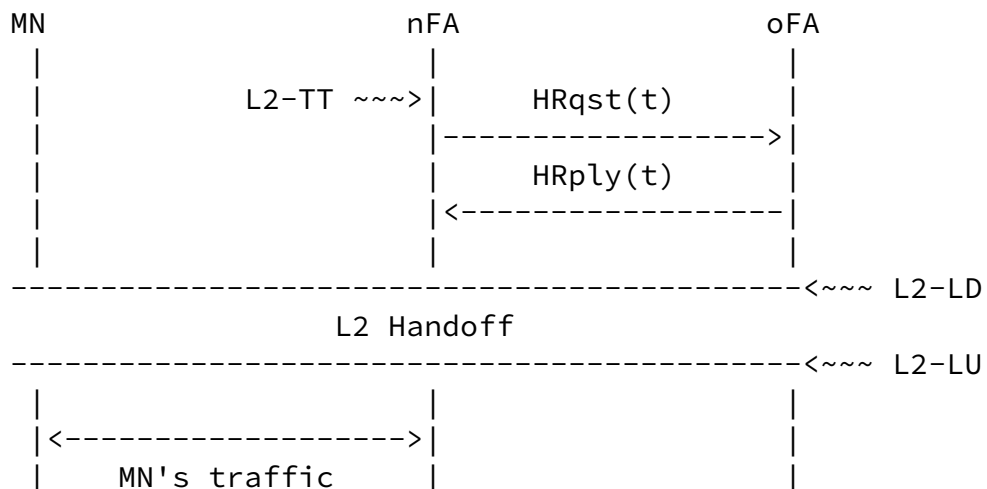 MN nFA oFA
L2-TT ~~~> HRqst(t)
HRply(t)
<~~~ L2-LD
L2 Handoff
<~~~ L2-LU
MN's traffic